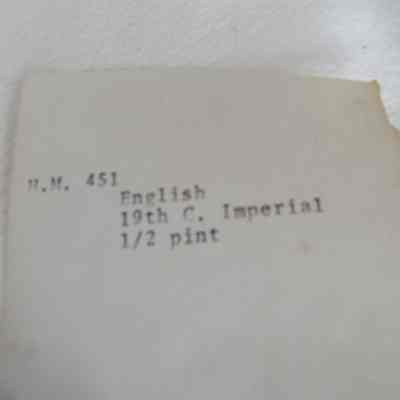 M.M. 451
English
19th C. Imperial
1/2 pint